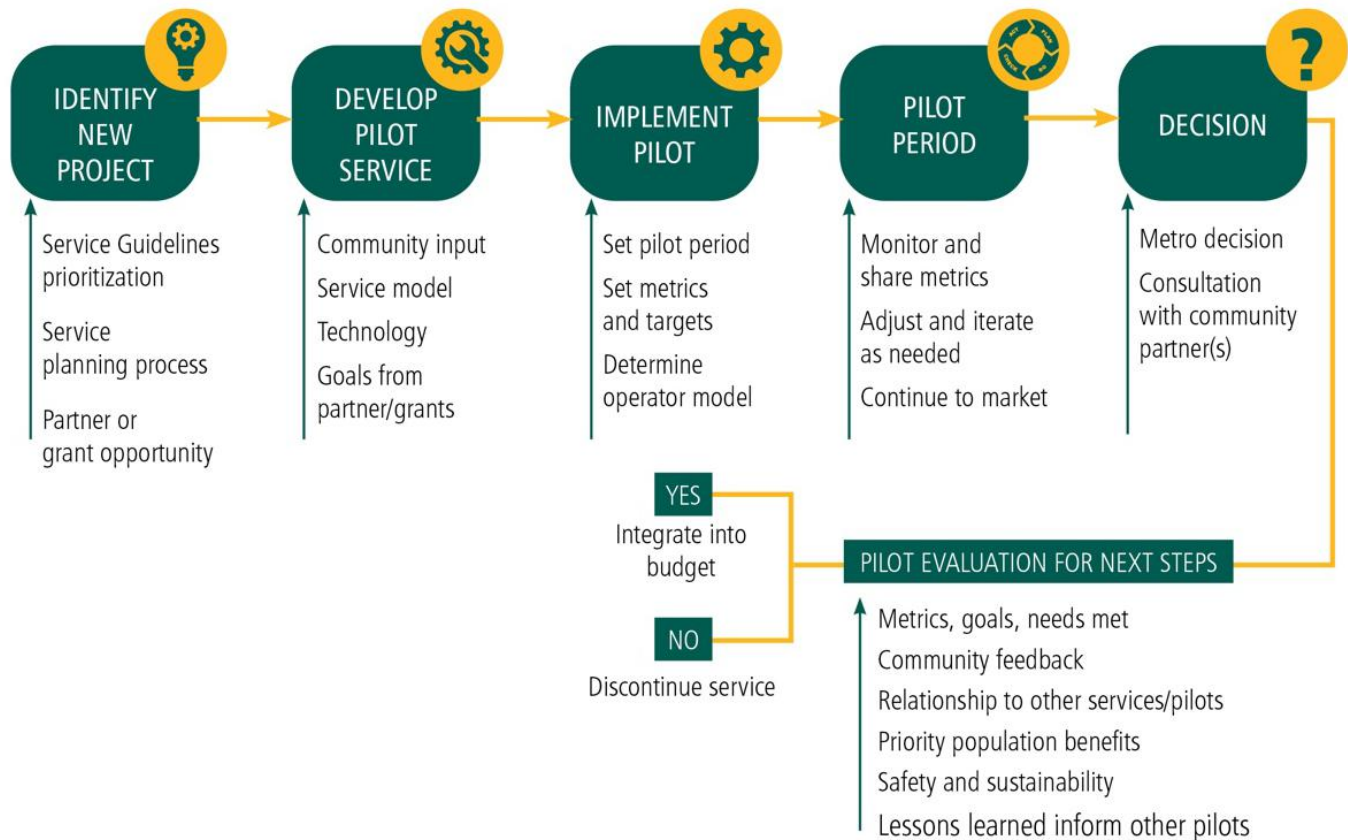 IDENTIFY
NEW
PROJECT
Service Guidelines
prioritization
Service
planning process
Partner or
grant opportunity
DEVELOP
PILOT
SERVICE
Community input
Service model
Technology
Goals from
partner/grants
IMPLEMENT
PILOT
Set pilot period
Set metrics
and targets
Determine
operator model
ACT
PLAN
DO
CHECK
PILOT
PERIOD
Monitor and
share metrics
Adjust and iterate
as needed
Continue to market
?
DECISION
Metro decision
Consultation
with community
partner(s)
PILOT EVALUATION FOR NEXT STEPS
Metrics, goals, needs met
Community feedback
Relationship to other services/pilots
Priority population benefits
Safety and sustainability
Lessons learned inform other pilots
YES
Integrate into
budget
NO
Discontinue service